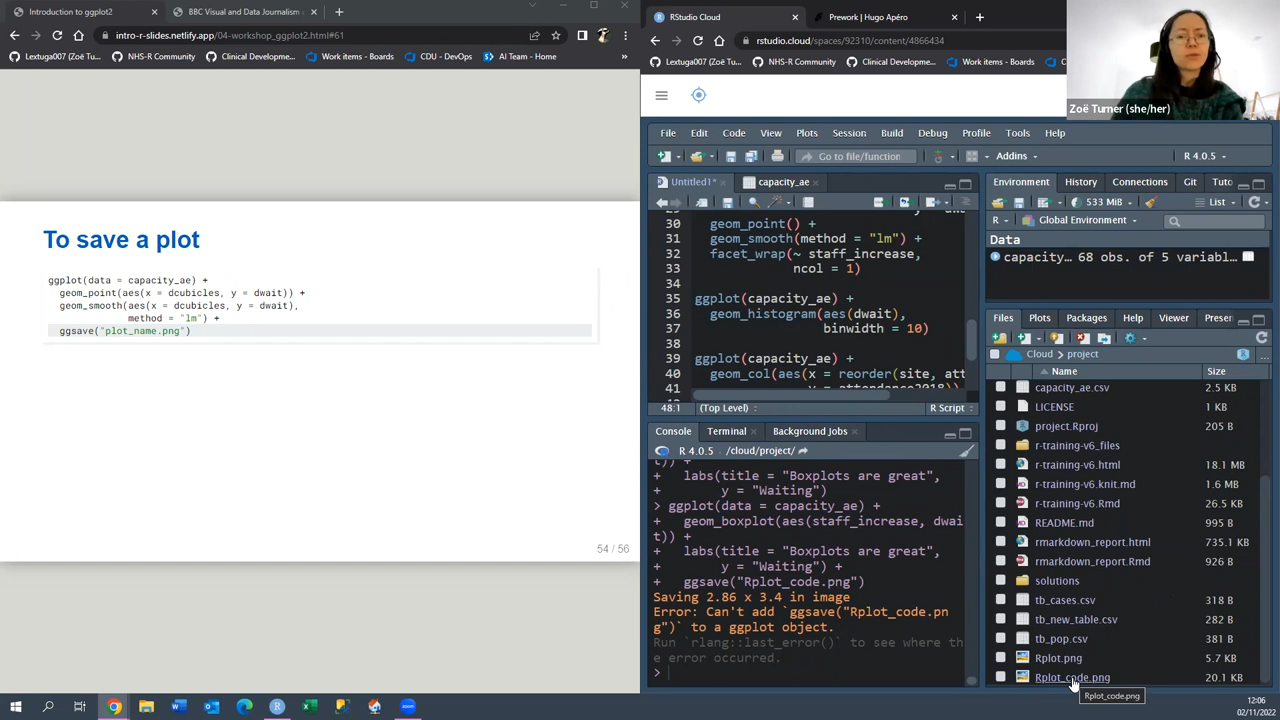 Introduction to ggplot2
BBC Visual and Data Journalism
intro-r-slides.netlify.app/04-workshop_ggplot2.html#61
Lextuga007 (Zoë Tu...
NHS-R Community
Clinical Developme...
Work items - Boards
CDU - DevOps
AI Team - Home
»
To save a plot
ggplot(data = capacity_ae) +
geom_point(aes(x = dcubicles, y = dwait)) +
geom_smooth(aes(x = dcubicles, y = dwait),
method = "lm") +
ggsave("plot_name.png")
54 / 56
RStudio Cloud
Prework | Hugo Apéro
rstudio.cloud/spaces/92310/content/4866434
Lextuga007 (Zoë Tu...
NHS-R Community
Clinical Developme...
Work items - Boards
Zoë Turner (she/her)
File Edit Code View Plots Session Build Debug Profile Tools Help
Go to file/function
Addins
R 4.0.5
Untitled1*
capacity_ae
30 geom_point() +
31 geom_smooth(method = "lm") +
32 facet_wrap(~ staff_increase,
33 ncol = 1)
34
35 ggplot(capacity_ae) +
36 geom_histogram(aes(dwait),
37 binwidth = 10)
38
39 ggplot(capacity_ae) +
40 geom_col(aes(x = reorder(site, att
41 y = attendance2018))
48:1 (Top Level) R Script
Console Terminal Background Jobs
R 4.0.5 · /cloud/project/
t)) +
+ labs(title = "Boxplots are great",
+ y = "Waiting")
> ggplot(data = capacity_ae) +
+ geom_boxplot(aes(staff_increase, dwai
t)) +
+ labs(title = "Boxplots are great",
+ y = "Waiting") +
+ ggsave("Rplot_code.png")
Saving 2.86 x 3.4 in image
Error: Can't add `ggsave("Rplot_code.pn
g")` to a ggplot object.
Run `rlang::last_error()` to see where th
e error occurred.
>
Environment History Connections Git Tuto
533 MiB
List
R Global Environment
Data
capacity_… 68 obs. of 5 variabl…
Files Plots Packages Help Viewer Presen
Cloud project
Name Size
capacity_ae.csv 2.5 KB
LICENSE 1 KB
project.Rproj 205 B
r-training-v6_files
r-training-v6.html 18.1 MB
r-training-v6.knit.md 1.6 MB
r-training-v6.Rmd 26.5 KB
README.md 995 B
rmarkdown_report.html 735.1 KB
rmarkdown_report.Rmd 926 B
solutions
tb_cases.csv 318 B
tb_new_table.csv 282 B
tb_pop.csv 381 B
Rplot.png 5.7 KB
Rplot_code.png 20.1 KB
Rplot_code.png
12:06
02/11/2022